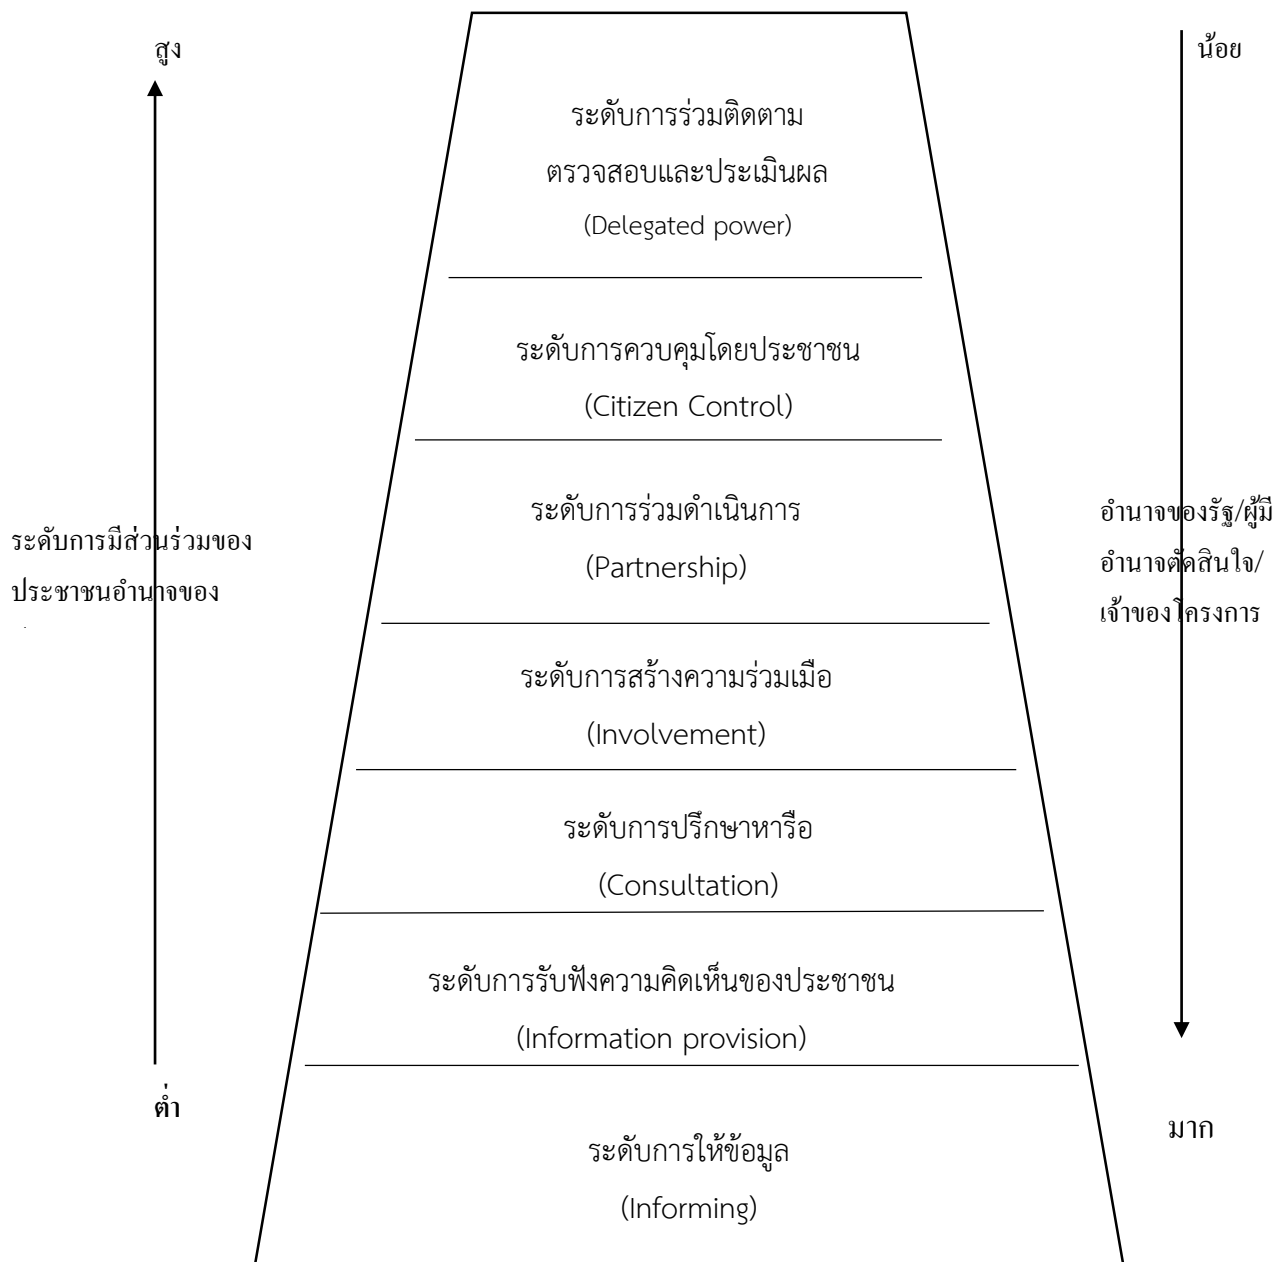 สูง
น้อย
ระดับการร่วมติดตาม
ตรวจสอบและประเมินผล
(Delegated power)
ระดับการควบคุมโดยประชาชน
(Citizen Control)
ระดับการร่วมดำเนินการ
(Partnership)
ระดับการมีส่วนร่วมของ
ประชาชนอำนาจของ
อำนาจของรัฐ/ผู้มี
อำนาจตัดสินใจ/
เจ้าของโครงการ
ระดับการสร้างความร่วมเมือ
(Involvement)
ระดับการปรึกษาหารือ
(Consultation)
ระดับการรับฟังความคิดเห็นของประชาชน
(Information provision)
ต่ำ
มาก
ระดับการให้ข้อมูล
(Informing)